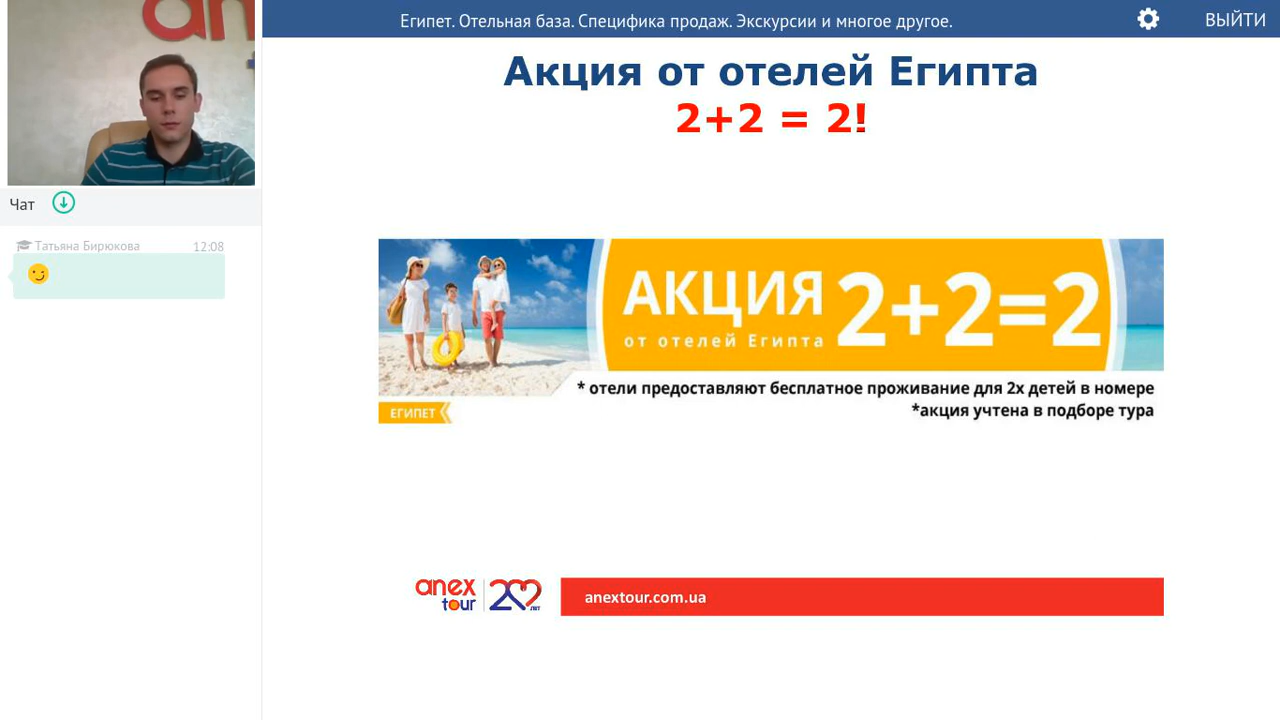 an
Египет. Отельная база. Специфика продаж. Экскурсии и многое другое.
ВЫЙТИ
Чат
Татьяна Бирюкова 12:08
Акция от отелей Египта
2+2 = 2!
АКЦИЯ 2+2=2
от отелей Египта
* отели предоставляют бесплатное проживание для 2х детей в номере
*акция учтена в подборе тура
ЕГИПЕТ
anex
tour
20 ЛЕТ
anextour.com.ua